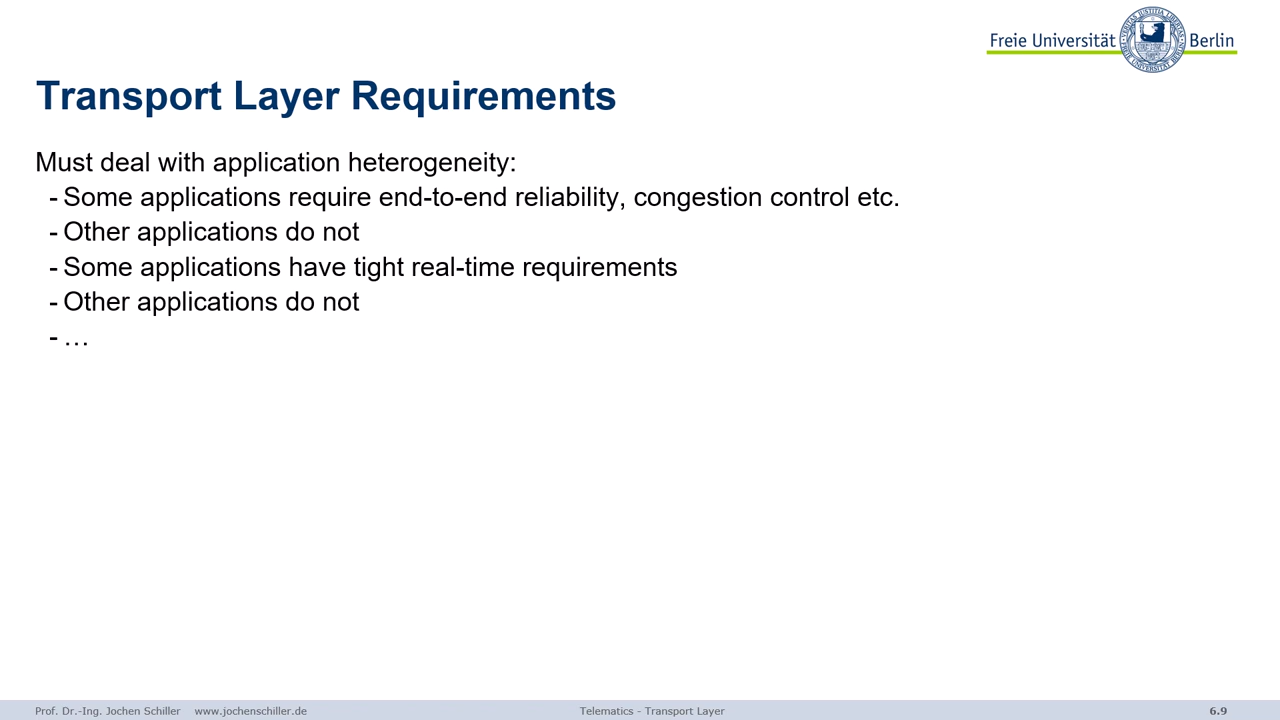 Freie Universität Berlin
Transport Layer Requirements
Must deal with application heterogeneity:
- Some applications require end-to-end reliability, congestion control etc.
- Other applications do not
- Some applications have tight real-time requirements
- Other applications do not
- …
Prof. Dr.-Ing. Jochen Schiller www.jochenschiller.de Telematics - Transport Layer 6.9